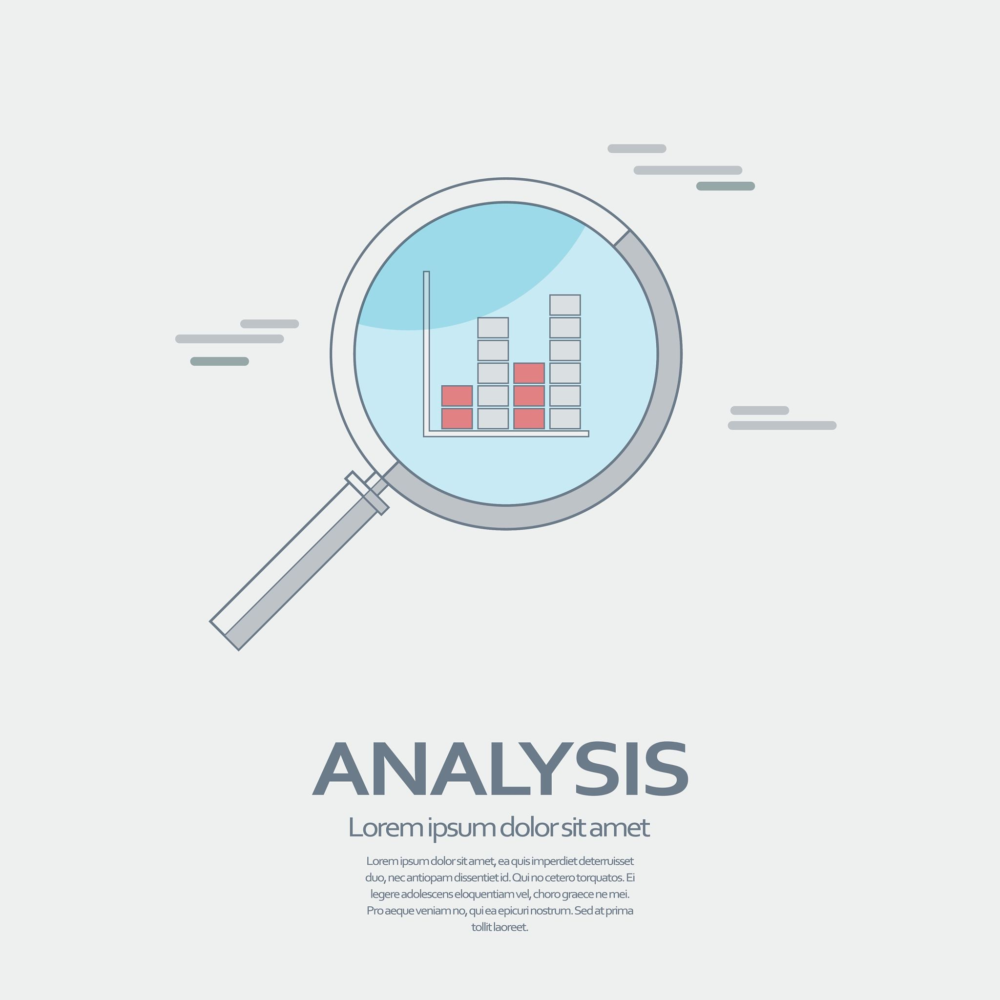 ANALYSIS
Lorem ipsum dolor sit amet
Lorem ipsum dolor sit amet, ea quis imperdiet deterruisset
duo, nec antiopam dissentiet id. Qui no cetero torquatos. Ei
legere adolescens eloquentiam vel, choro graece ne mei.
Pro aeque veniam no, qui ea epicuri nostrum. Sed at prima
tollit laoreet.